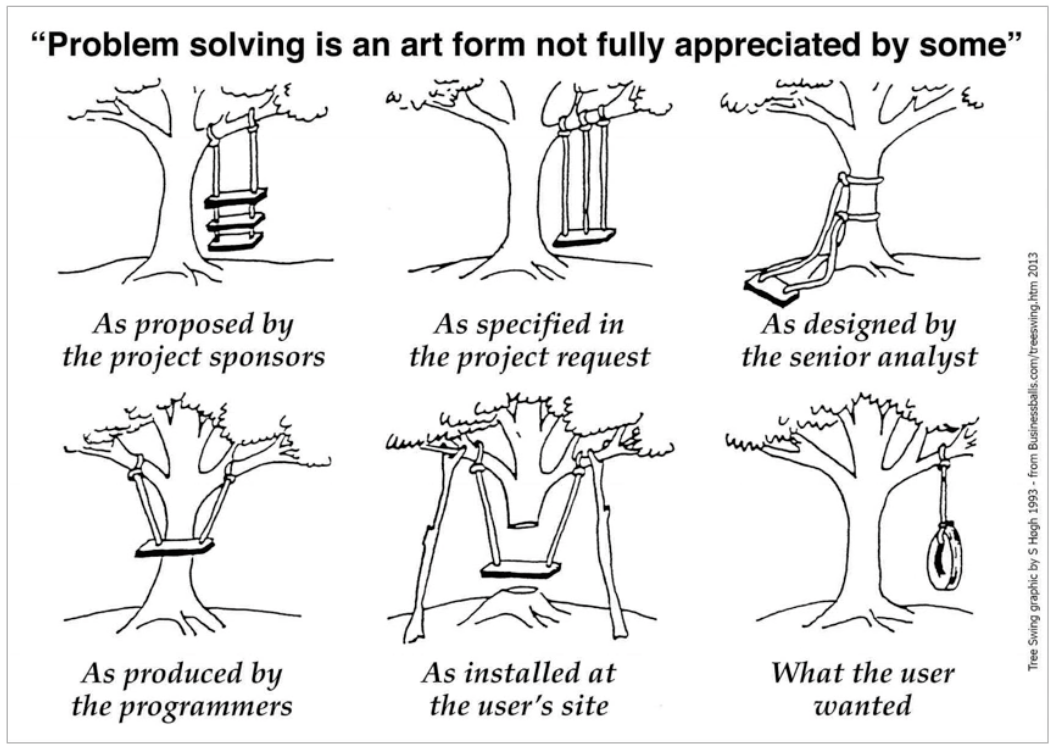 “Problem solving is an art form not fully appreciated by some”
As proposed by
the project sponsors
As specified in
the project request
As designed by
the senior analyst
As produced by
the programmers
As installed at
the user’s site
What the user
wanted
Tree Swing graphic by S Hogh 1993 - from Businessballs.com/treeswing.htm 2013